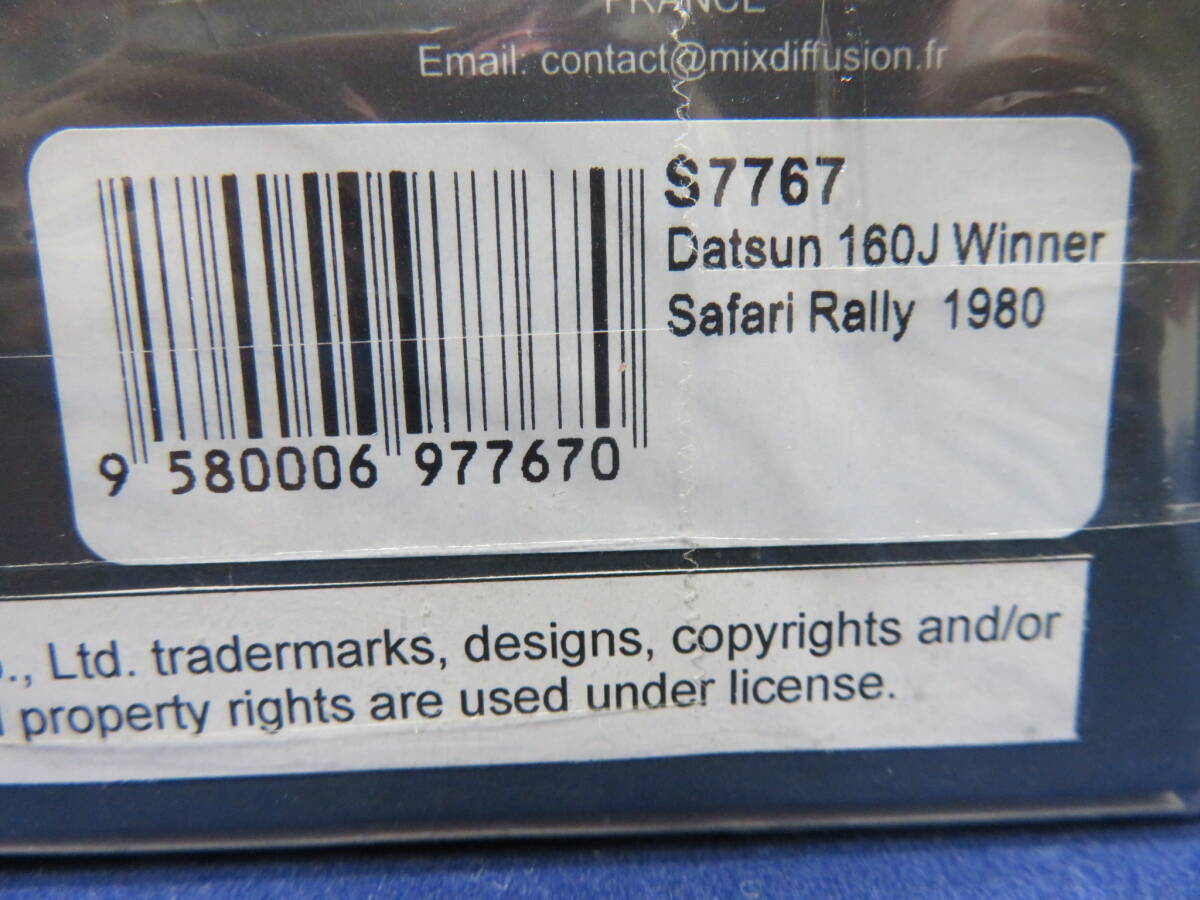 FRANCE
Email: contact@mixdiffusion.fr
S7767
Datsun 160J Winner
Safari Rally 1980
9 580006 977670
., Ltd. tradermarks, designs, copyrights and/or
property rights are used under license.